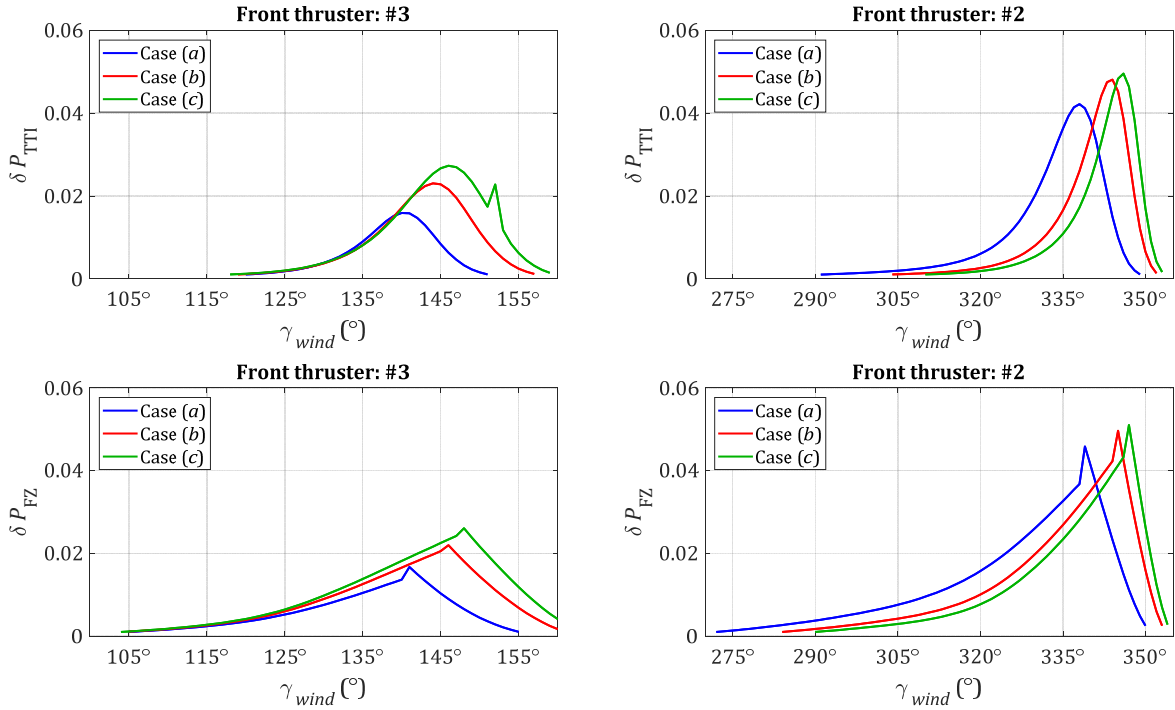 Front thruster: #3
0.06
0.04
0.02
0
δ P_TTI
Case (a)
Case (b)
Case (c)
105° 115° 125° 135° 145° 155°
γ_wind (°)
Front thruster: #2
0.06
0.04
0.02
0
δ P_TTI
Case (a)
Case (b)
Case (c)
275° 290° 305° 320° 335° 350°
γ_wind (°)
Front thruster: #3
0.06
0.04
0.02
0
δ P_FZ
Case (a)
Case (b)
Case (c)
105° 115° 125° 135° 145° 155°
γ_wind (°)
Front thruster: #2
0.06
0.04
0.02
0
δ P_FZ
Case (a)
Case (b)
Case (c)
275° 290° 305° 320° 335° 350°
γ_wind (°)